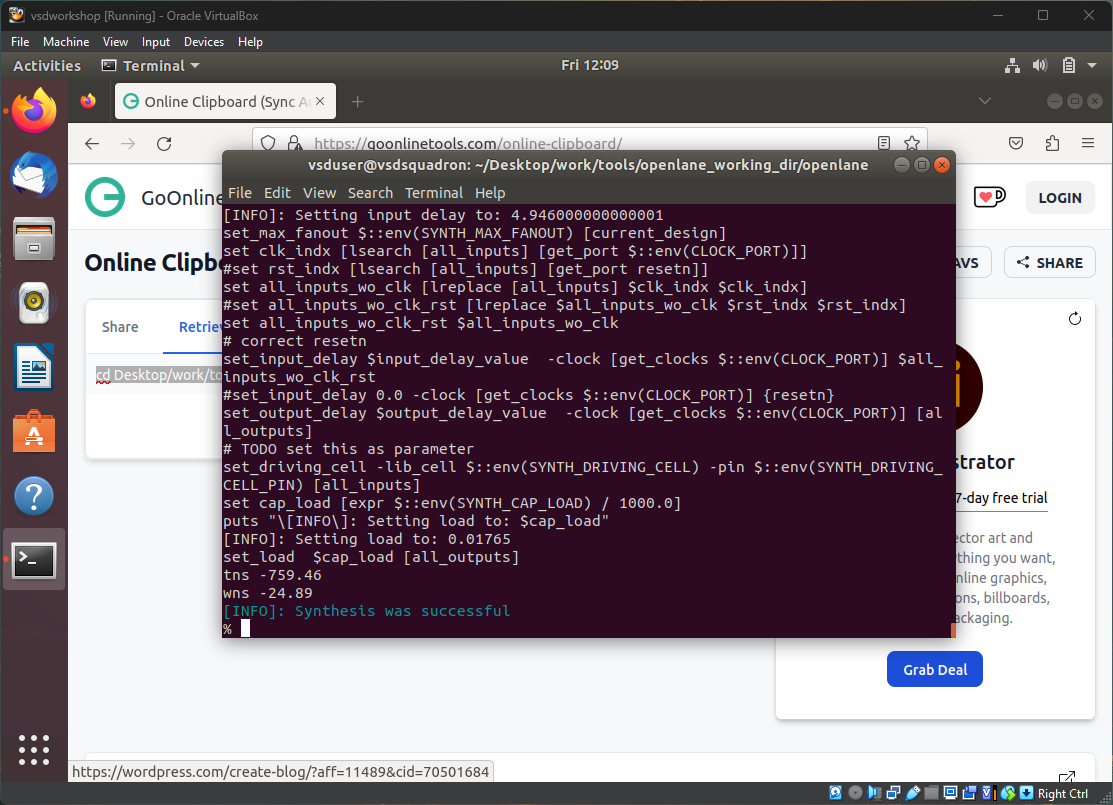 vsdworkshop [Running] - Oracle VirtualBox
File Machine View Input Devices Help
Activities Terminal Fri 12:09
Online Clipboard (Sync A
https://goonlinetools.com/online-clipboard/
vsduser@vsdsquadron: ~/Desktop/work/tools/openlane_working_dir/openlane
File Edit View Search Terminal Help
[INFO]: Setting input delay to: 4.946000000000001
set_max_fanout $::env(SYNTH_MAX_FANOUT) [current_design]
set clk_indx [lsearch [all_inputs] [get_port $::env(CLOCK_PORT)]]
#set rst_indx [lsearch [all_inputs] [get_port resetn]]
set all_inputs_wo_clk [lreplace [all_inputs] $clk_indx $clk_indx]
#set all_inputs_wo_clk_rst [lreplace $all_inputs_wo_clk $rst_indx $rst_indx]
set all_inputs_wo_clk_rst $all_inputs_wo_clk
# correct resetn
set_input_delay $input_delay_value  -clock [get_clocks $::env(CLOCK_PORT)] $all_
inputs_wo_clk_rst
#set_input_delay 0.0 -clock [get_clocks $::env(CLOCK_PORT)] {resetn}
set_output_delay $output_delay_value  -clock [get_clocks $::env(CLOCK_PORT)] [al
l_outputs]
# TODO set this as parameter
set_driving_cell -lib_cell $::env(SYNTH_DRIVING_CELL) -pin $::env(SYNTH_DRIVING_
CELL_PIN) [all_inputs]
set cap_load [expr $::env(SYNTH_CAP_LOAD) / 1000.0]
puts "\[INFO\]: Setting load to: $cap_load"
[INFO]: Setting load to: 0.01765
set_load  $cap_load [all_outputs]
tns -759.46
wns -24.89
[INFO]: Synthesis was successful
%
GoOnline
LOGIN
Online Clipb
AVS SHARE
Share Retriev
cd Desktop/work/to
i
strator
7-day free trial
ector art and
ything you want,
nline graphics,
ons, billboards,
ackaging.
Grab Deal
https://wordpress.com/create-blog/?aff=11489&cid=70501684
Right Ctrl